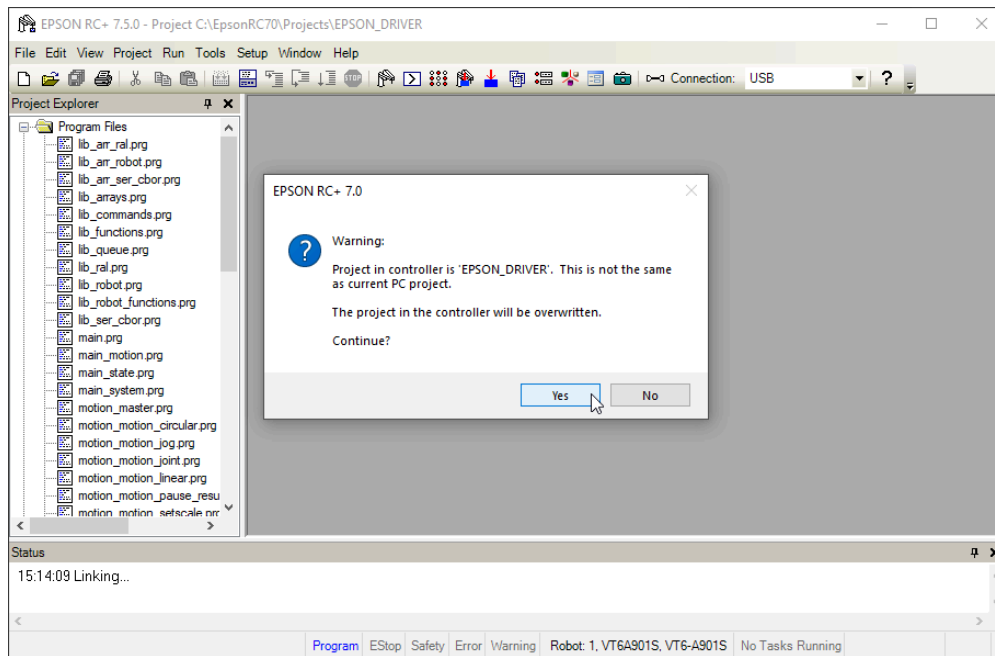 EPSON RC+ 7.5.0 - Project C:\EpsonRC70\Projects\EPSON_DRIVER
File Edit View Project Run Tools Setup Window Help
STOP Connection: USB ?
Project Explorer
Program Files
lib_arr_ral.prg
lib_arr_robot.prg
lib_arr_ser_cbor.prg
lib_arrays.prg
lib_commands.prg
lib_functions.prg
lib_queue.prg
lib_ral.prg
lib_robot.prg
lib_robot_functions.prg
lib_ser_cbor.prg
main.prg
main_motion.prg
main_state.prg
main_system.prg
motion_master.prg
motion_motion_circular.prg
motion_motion_jog.prg
motion_motion_joint.prg
motion_motion_linear.prg
motion_motion_pause_resu
motion_motion_setscale.prg
EPSON RC+ 7.0
?
Warning:
Project in controller is 'EPSON_DRIVER'. This is not the same
as current PC project.
The project in the controller will be overwritten.
Continue?
Yes No
Status
15:14:09 Linking...
Program EStop Safety Error Warning Robot: 1, VT6A901S, VT6-A901S No Tasks Running